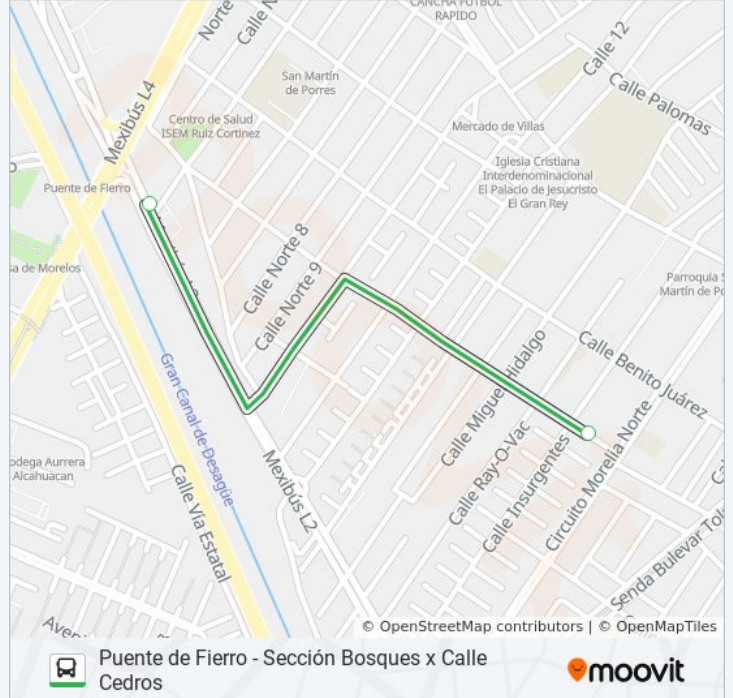 CANCHA FUTBOL
RAPIDO
Norte
Calle N
Calle 12
Calle Palomas
San Martín
de Porres
Mexibús L4
Centro de Salud
ISEM Ruiz Cortinez
Mercado de Villas
Iglesia Cristiana
Interdenominacional
El Palacio de Jesucristo
El Gran Rey
Puente de Fierro
sa de Morelos
Calle Norte 8
Calle Norte 9
Parroquia S
Martín de Po
Calle Miguel Hidalgo
Calle Benito Juárez
Gran Canal de Desagüe
Calle Ray-O-Vac
Calle Insurgentes
Circuito Morelia Norte
odega Aurrera
Alcahuacan
Calle Vía Estatal
Mexibús L2
Senda Bulevar Tol
© OpenStreetMap contributors | © OpenMapTiles
Puente de Fierro - Sección Bosques x Calle
Cedros
moovit